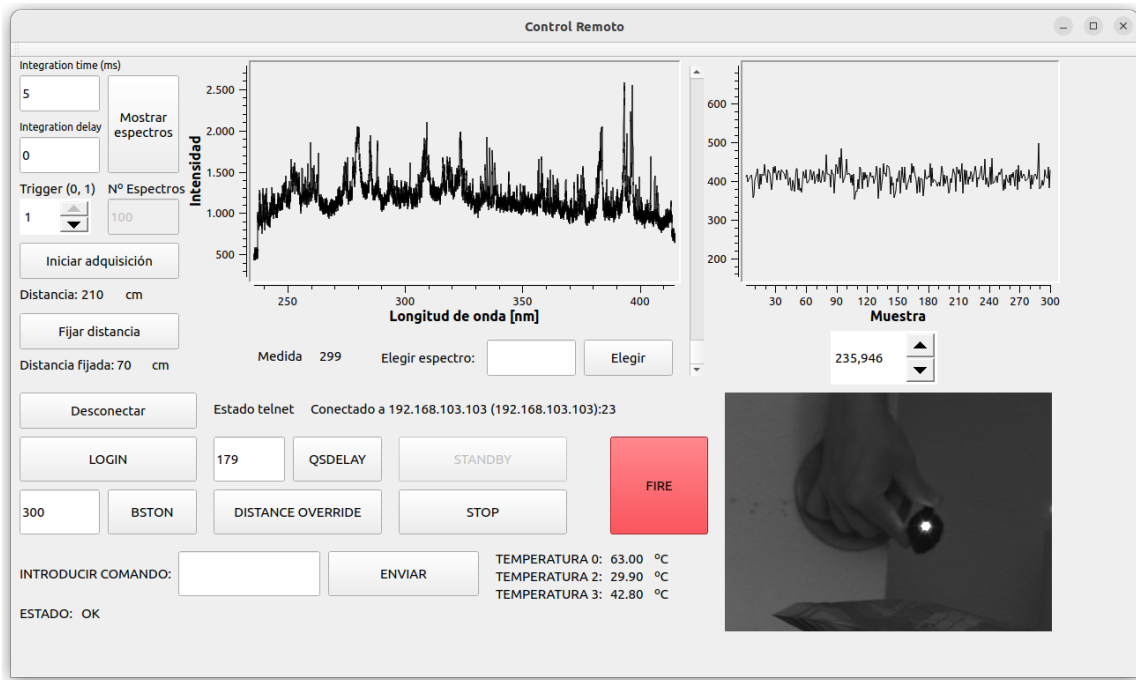 Control Remoto
Integration time (ms)
5
Mostrar espectros
Integration delay
0
Trigger (0, 1)
Nº Espectros
1
100
Iniciar adquisición
Distancia: 210 cm
Fijar distancia
Distancia fijada: 70 cm
Intensidad
2.500
2.000
1.500
1.000
500
250 300 350 400
Longitud de onda [nm]
Medida 299 Elegir espectro: Elegir
600
500
400
300
200
30 60 90 120 150 180 210 240 270 300
Muestra
235,946
Desconectar
Estado telnet Conectado a 192.168.103.103 (192.168.103.103):23
LOGIN
179
QSDELAY
STANDBY
FIRE
300
BSTON
DISTANCE OVERRIDE
STOP
INTRODUCIR COMANDO:
ENVIAR
TEMPERATURA 0: 63.00 ºC
TEMPERATURA 2: 29.90 ºC
TEMPERATURA 3: 42.80 ºC
ESTADO: OK